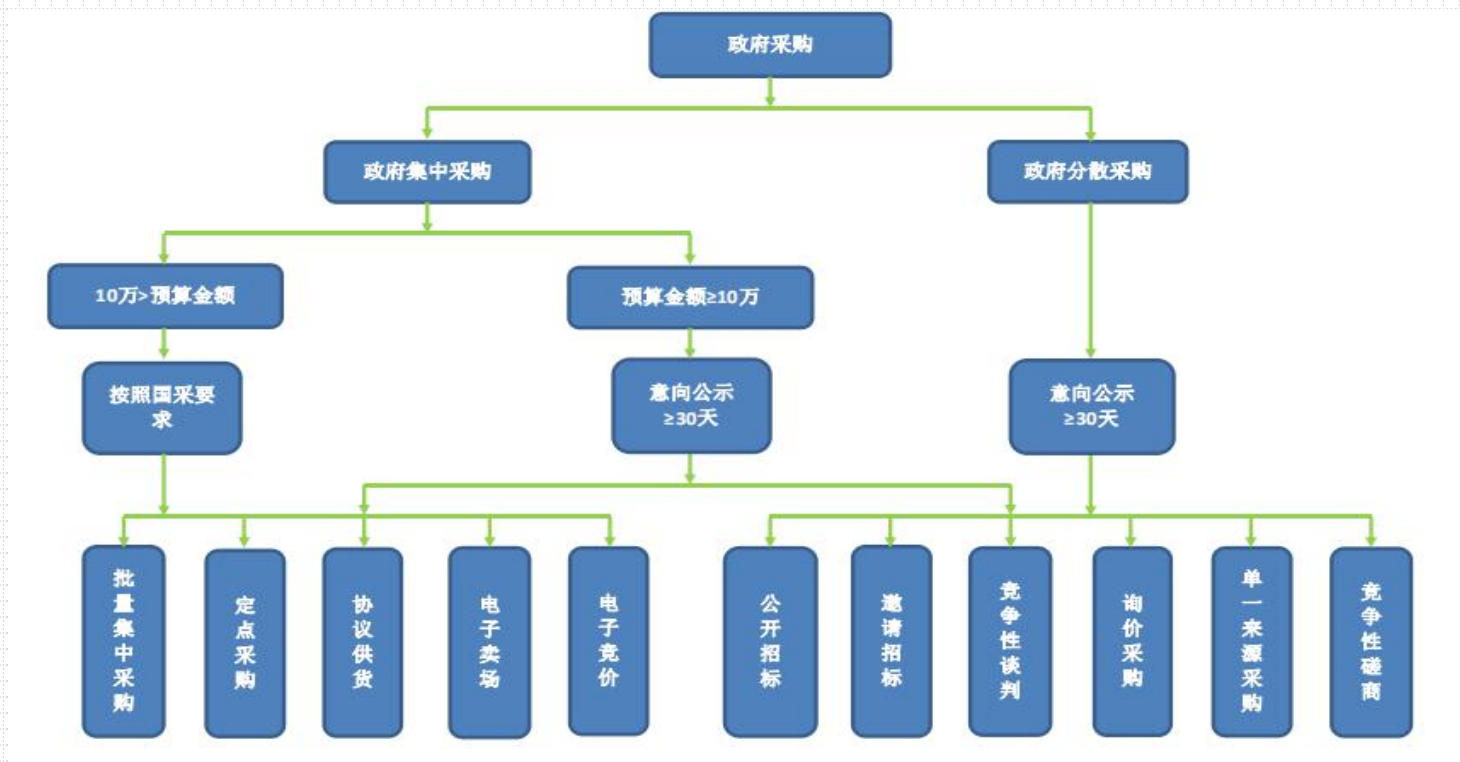 政府采购
政府集中采购
政府分散采购
10万>预算金额
预算金额≥10万
按照国采要
求
意向公示
≥30天
意向公示
≥30天
批量集中采购
定点采购
协议供货
电子卖场
电子竞价
公开招标
邀请招标
竞争性谈判
询价采购
单一来源采购
竞争性磋商